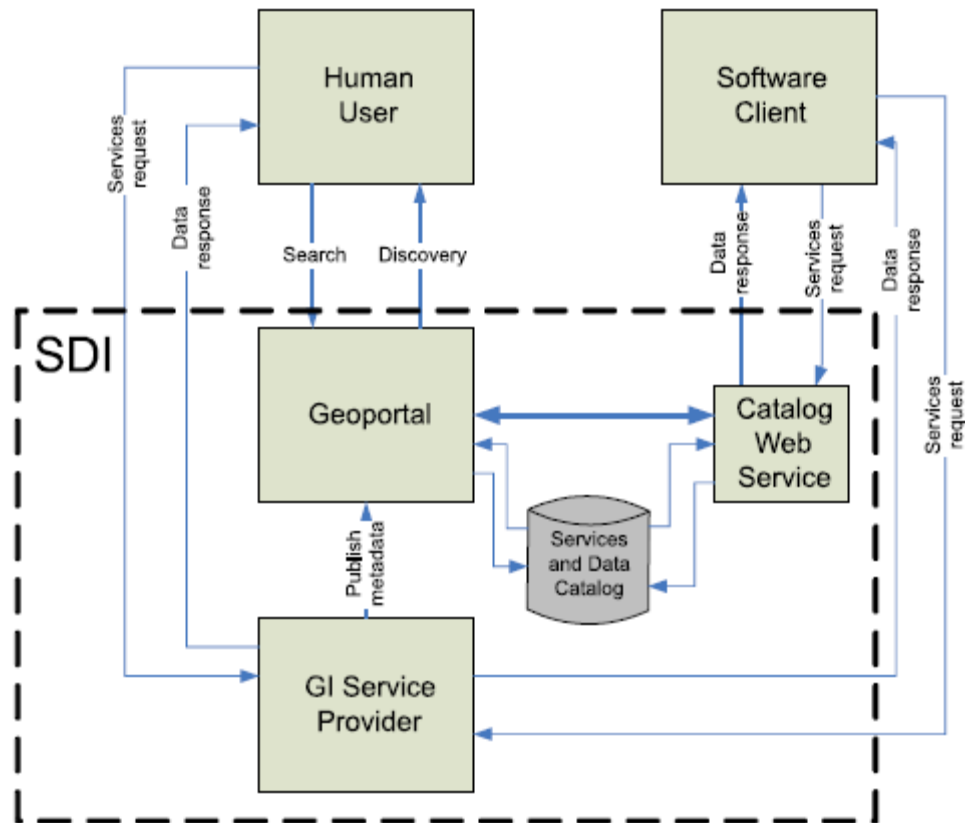 Human
User
Software
Client
Services
request
Data
response
Search
Discovery
Data
response
Services
request
Data
response
Services
request
SDI
Geoportal
Catalog
Web
Service
Services
and Data
Catalog
Publish
metadata
GI Service
Provider